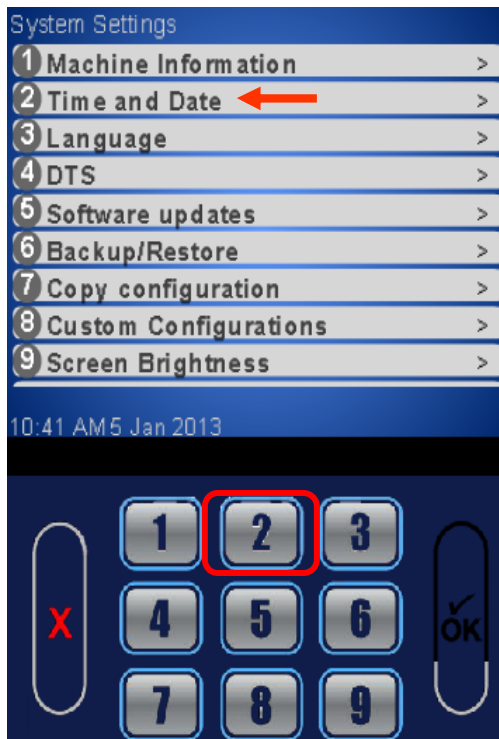 System Settings
1 Machine Information >
2 Time and Date >
3 Language >
4 DTS >
5 Software updates >
6 Backup/Restore >
7 Copy configuration >
8 Custom Configurations >
9 Screen Brightness >
10:41 AM 5 Jan 2013
1 2 3
X 4 5 6 OK
7 8 9